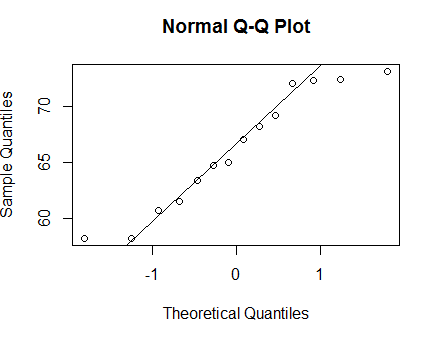 Normal Q-Q Plot
Sample Quantiles
70
65
60
-1 0 1
Theoretical Quantiles